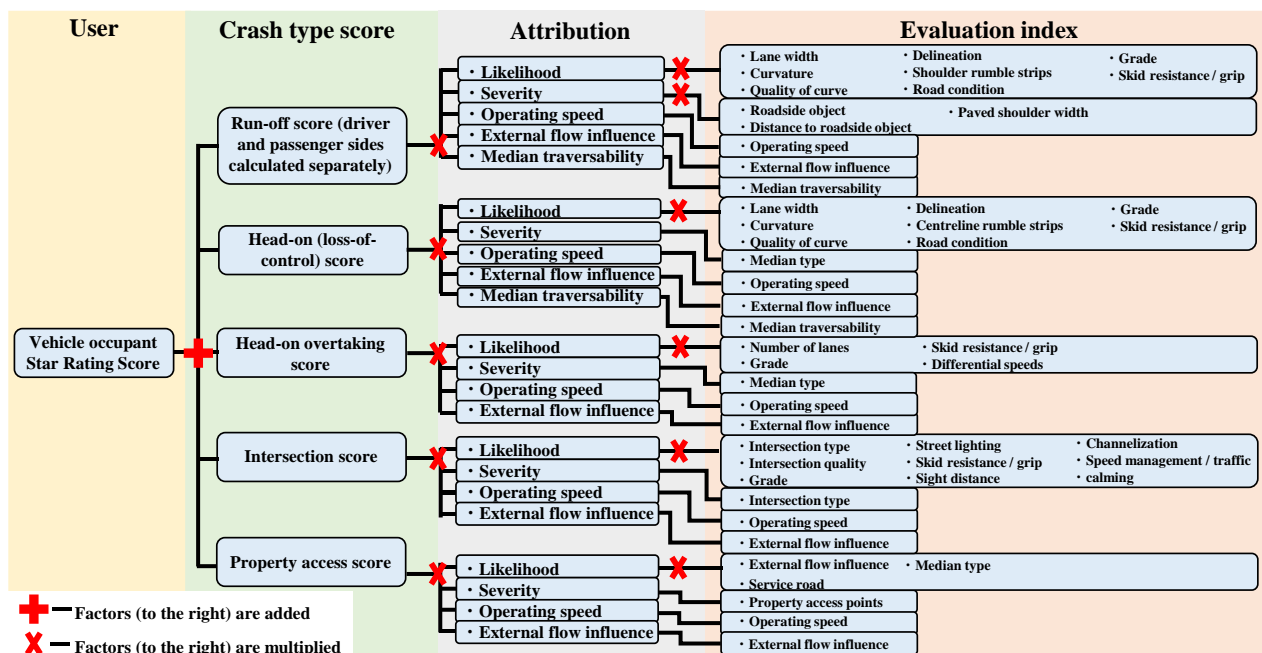 User
Crash type score
Attribution
Evaluation index
Vehicle occupant
Star Rating Score
Run-off score (driver
and passenger sides
calculated separately)
・Likelihood
・Severity
・Operating speed
・External flow influence
・Median traversability
・Lane width
・Curvature
・Quality of curve
・Delineation
・Shoulder rumble strips
・Road condition
・Grade
・Skid resistance / grip
・Roadside object
・Distance to roadside object
・Paved shoulder width
・Operating speed
・External flow influence
・Median traversability
Head-on (loss-of-
control) score
・Likelihood
・Severity
・Operating speed
・External flow influence
・Median traversability
・Lane width
・Curvature
・Quality of curve
・Delineation
・Centreline rumble strips
・Road condition
・Grade
・Skid resistance / grip
・Median type
・Operating speed
・External flow influence
・Median traversability
Head-on overtaking
score
・Likelihood
・Severity
・Operating speed
・External flow influence
・Number of lanes
・Grade
・Skid resistance / grip
・Differential speeds
・Median type
・Operating speed
・External flow influence
Intersection score
・Likelihood
・Severity
・Operating speed
・External flow influence
・Intersection type
・Intersection quality
・Grade
・Street lighting
・Skid resistance / grip
・Sight distance
・Channelization
・Speed management / traffic
・calming
・Intersection type
・Operating speed
・External flow influence
Property access score
・Likelihood
・Severity
・Operating speed
・External flow influence
・External flow influence
・Service road
・Median type
・Property access points
・Operating speed
・External flow influence
Factors (to the right) are added
Factors (to the right) are multiplied